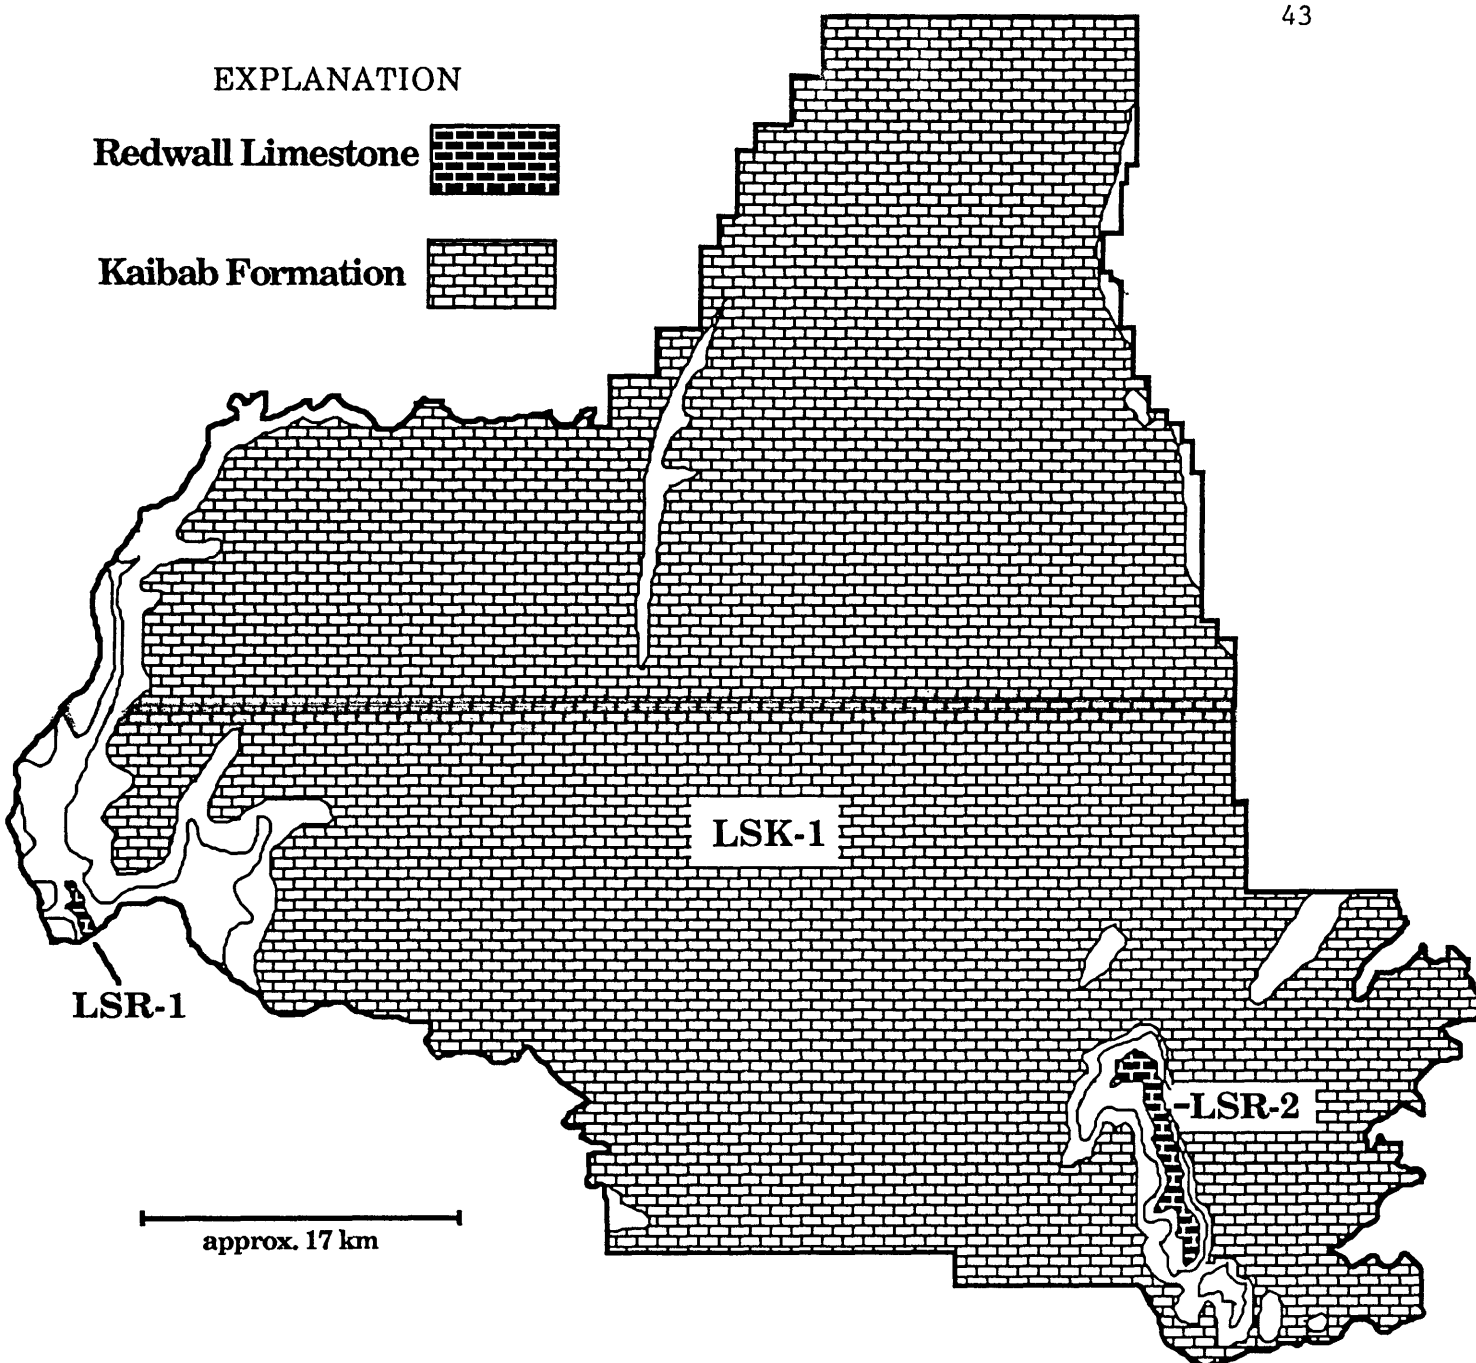 43
EXPLANATION
Redwall Limestone
Kaibab Formation
LSK-1
LSR-1
-LSR-2
approx. 17 km